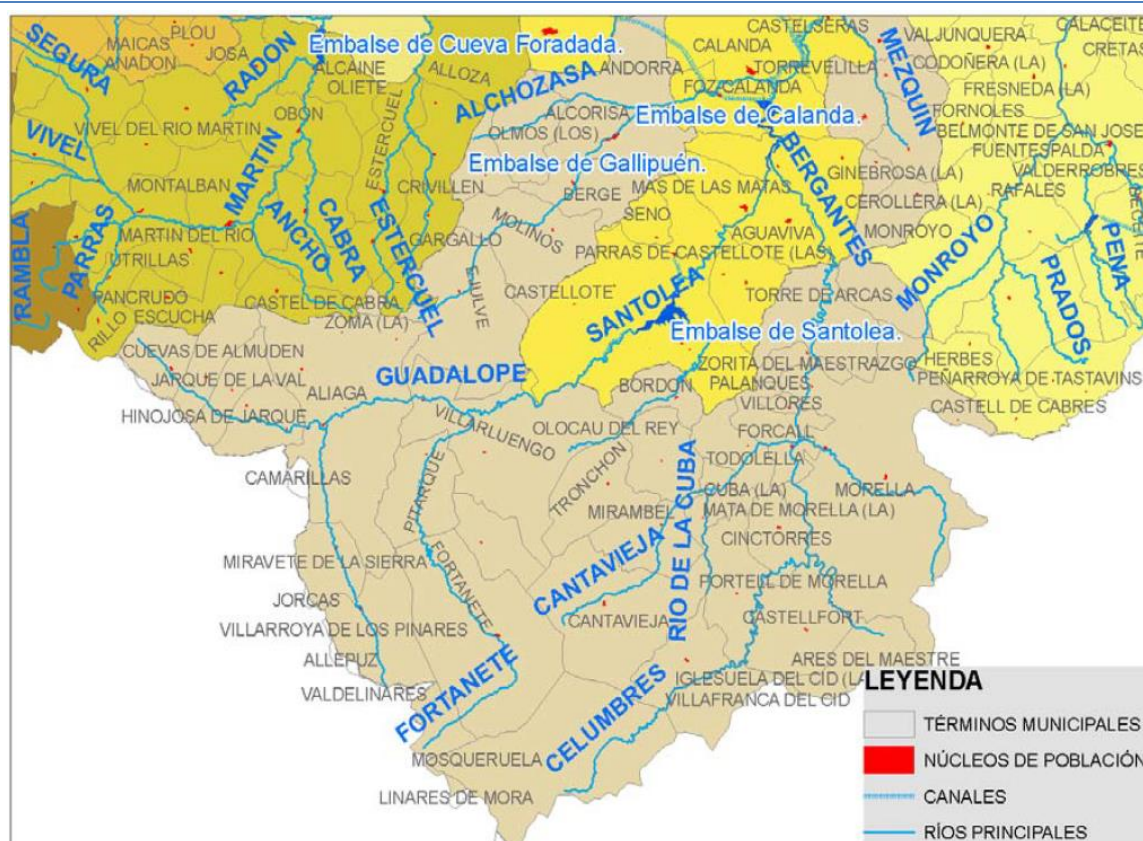 PLOU
CASTELSERAS
CALACEITE
SEGURA
MAICAS
JOSA
RADON
Embalse de Cueva Foradada.
CALANDA
MEZQUIN
VALJUNQUERA
CRETAS
ANADON
ALCAINE
ALLOZA
ANDORRA
TORREVELILLA
CODOÑERA (LA)
OLIETE
ALCHOZASA
FOZ-CALANDA
FRESNEDA (LA)
OBON
ESTERCUEL
ALCORISA
Embalse de Calanda.
FORNOLES
VIVEL
VIVEL DEL RIO MARTIN
MARTIN
OLMOS (LOS)
BELMONTE DE SAN JOSE
Embalse de Gallipuén.
BERGANTES
GINEBROSA (LA)
FUENTESPALDA
MONTALBAN
CRIVILLEN
BERGE
MAS DE LAS MATAS
VALDERROBRES
RAFALES
RAMBLA
PARRAS
ANCHO
CABRA
ESTERCUEL
MOLINOS
SENO
CEROLLERA (LA)
MARTIN DEL RIO
GARGALLO
AGUAVIVA
MONROYO
MONROYO
PENA
UTRILLAS
PARRAS DE CASTELLOTE (LAS)
PRADOS
PANCRUDO
CASTEL DE CABRA
EJULVE
CASTELLOTE
SANTOLEA
TORRE DE ARCAS
ESCUCHA
RILLO
ZOMA (LA)
Embalse de Santolea.
CUEVAS DE ALMUDEN
ZORITA DEL MAESTRAZGO
HERBES
JARQUE DE LA VAL
GUADALOPE
BORDON
PALANQUES
PEÑARROYA DE TASTAVINS
ALIAGA
VILLORES
CASTELL DE CABRES
HINOJOSA DE JARQUE
VILLARLUENGO
OLOCAU DEL REY
FORCALL
CAMARILLAS
PITARQUE
TRONCHON
RIO DE LA CUBA
TODOLELLA
CUBA (LA)
MORELLA
MIRAMBEL
MATA DE MORELLA (LA)
CINCTORRES
MIRAVETE DE LA SIERRA
FORTANETE
CANTAVIEJA
PORTELL DE MORELLA
JORCAS
CANTAVIEJA
CASTELLFORT
VILLARROYA DE LOS PINARES
ALLEPUZ
ARES DEL MAESTRE
VALDELINARES
FORTANETE
CELUMBRES
IGLESUELA DEL CID (LA
VILLAFRANCA DEL CID
MOSQUERUELA
LINARES DE MORA
LEYENDA
TÉRMINOS MUNICIPALES
NÚCLEOS DE POBLACIÓN
CANALES
RÍOS PRINCIPALES